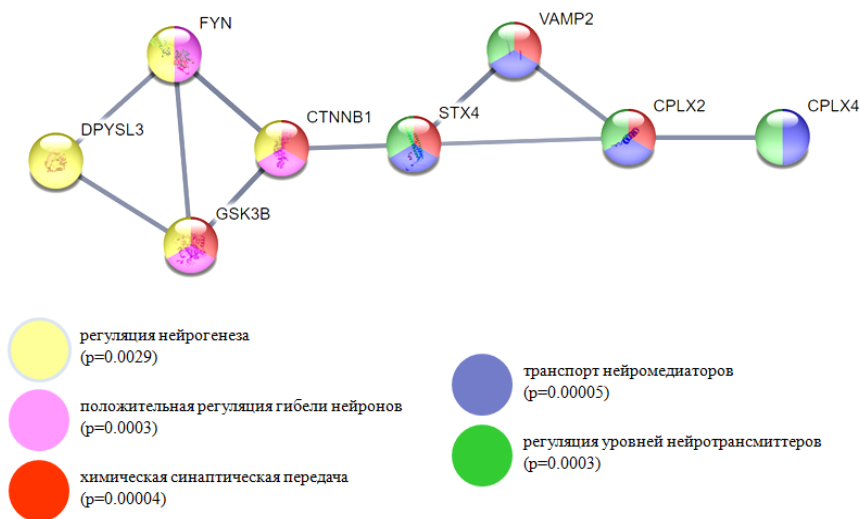 FYN
VAMP2
DPYSL3
CTNNB1
STX4
CPLX2
CPLX4
GSK3B
регуляция нейрогенеза
(p=0.0029)
положительная регуляция гибели нейронов
(p=0.0003)
химическая синаптическая передача
(p=0.00004)
транспорт нейромедиаторов
(p=0.00005)
регуляция уровней нейротрансмиттеров
(p=0.0003)